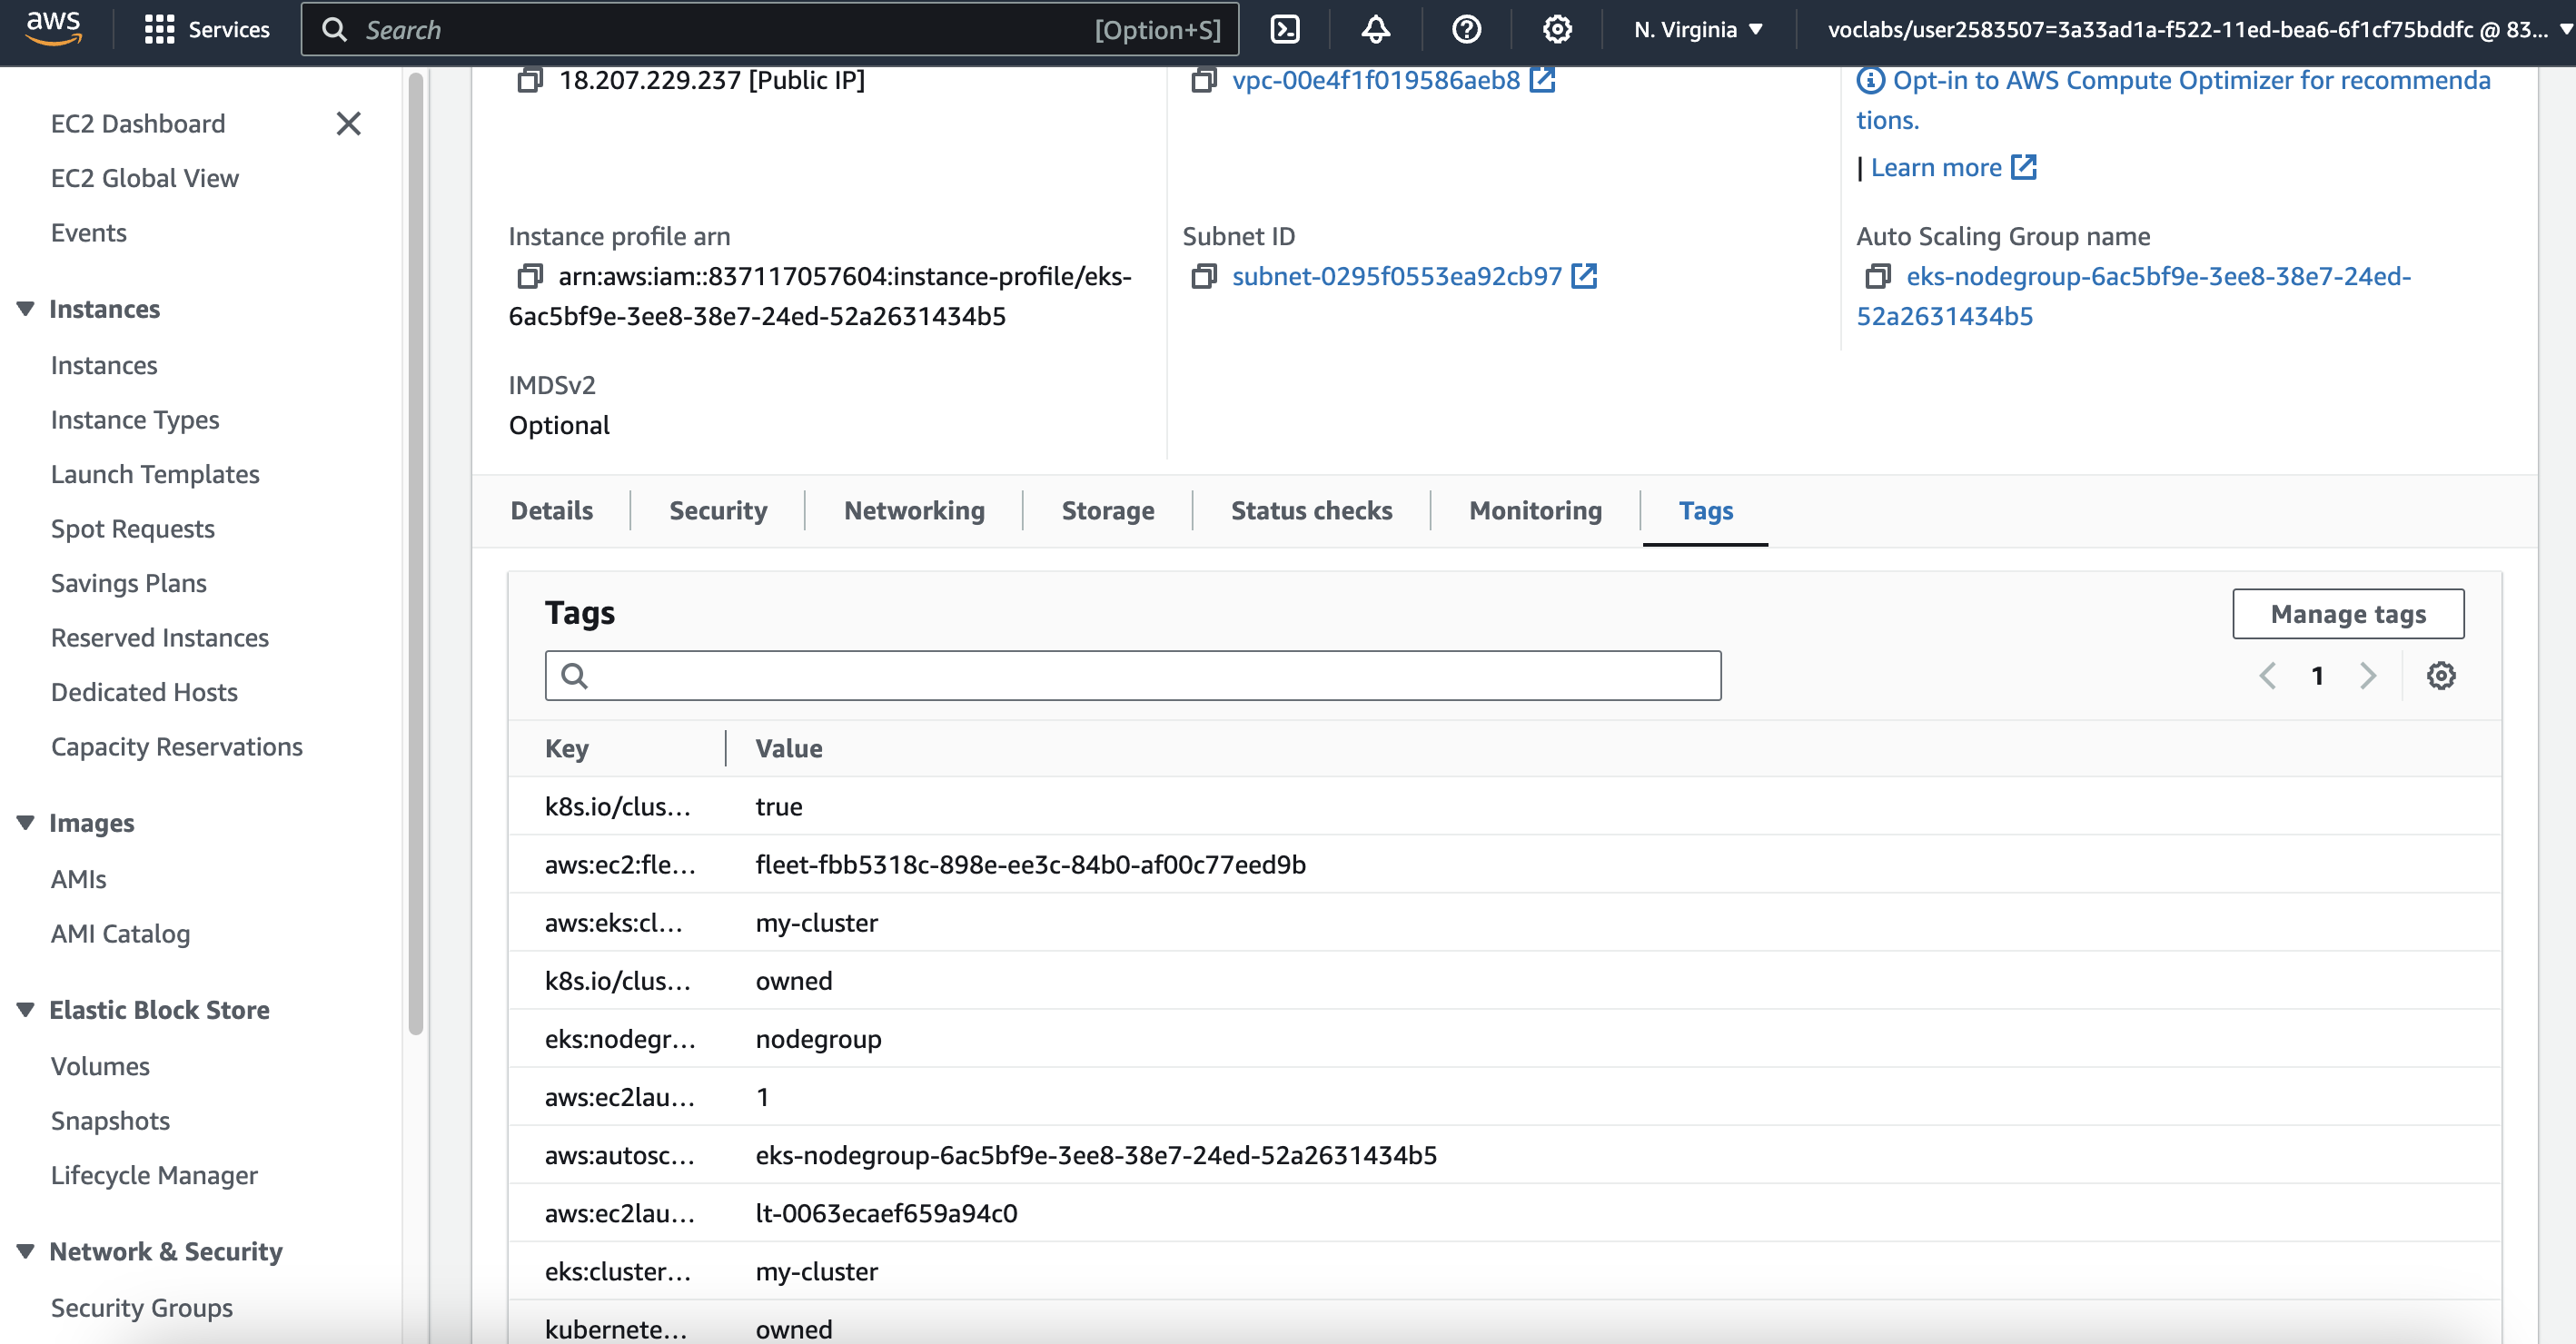 aws
Services
Search
[Option+S]
N. Virginia
voclabs/user2583507=3a33ad1a-f522-11ed-bea6-6f1cf75bddfc @ 83...
EC2 Dashboard
EC2 Global View
Events
Instances
Instances
Instance Types
Launch Templates
Spot Requests
Savings Plans
Reserved Instances
Dedicated Hosts
Capacity Reservations
Images
AMIs
AMI Catalog
Elastic Block Store
Volumes
Snapshots
Lifecycle Manager
Network & Security
Security Groups
18.207.229.237 [Public IP]
vpc-00e4f1f019586aeb8
Opt-in to AWS Compute Optimizer for recommenda
tions.
| Learn more
Instance profile arn
arn:aws:iam::837117057604:instance-profile/eks-
6ac5bf9e-3ee8-38e7-24ed-52a2631434b5
Subnet ID
subnet-0295f0553ea92cb97
Auto Scaling Group name
eks-nodegroup-6ac5bf9e-3ee8-38e7-24ed-
52a2631434b5
IMDSv2
Optional
Details
Security
Networking
Storage
Status checks
Monitoring
Tags
Tags
Manage tags
1
Key Value
k8s.io/clus... true
aws:ec2:fle... fleet-fbb5318c-898e-ee3c-84b0-af00c77eed9b
aws:eks:cl... my-cluster
k8s.io/clus... owned
eks:nodegr... nodegroup
aws:ec2lau... 1
aws:autosc... eks-nodegroup-6ac5bf9e-3ee8-38e7-24ed-52a2631434b5
aws:ec2lau... lt-0063ecaef659a94c0
eks:cluster... my-cluster
kubernete... owned